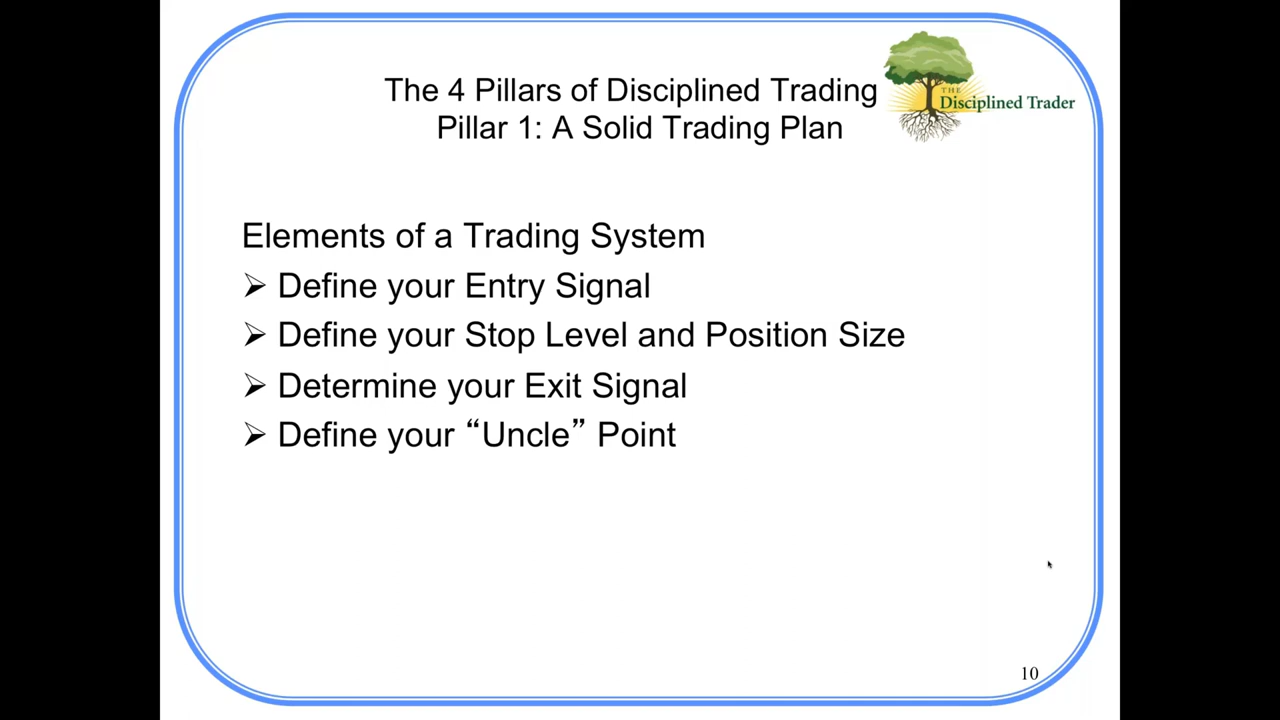 The 4 Pillars of Disciplined Trading
Pillar 1: A Solid Trading Plan
THE
Disciplined Trader
Elements of a Trading System
➢ Define your Entry Signal
➢ Define your Stop Level and Position Size
➢ Determine your Exit Signal
➢ Define your “Uncle” Point
10